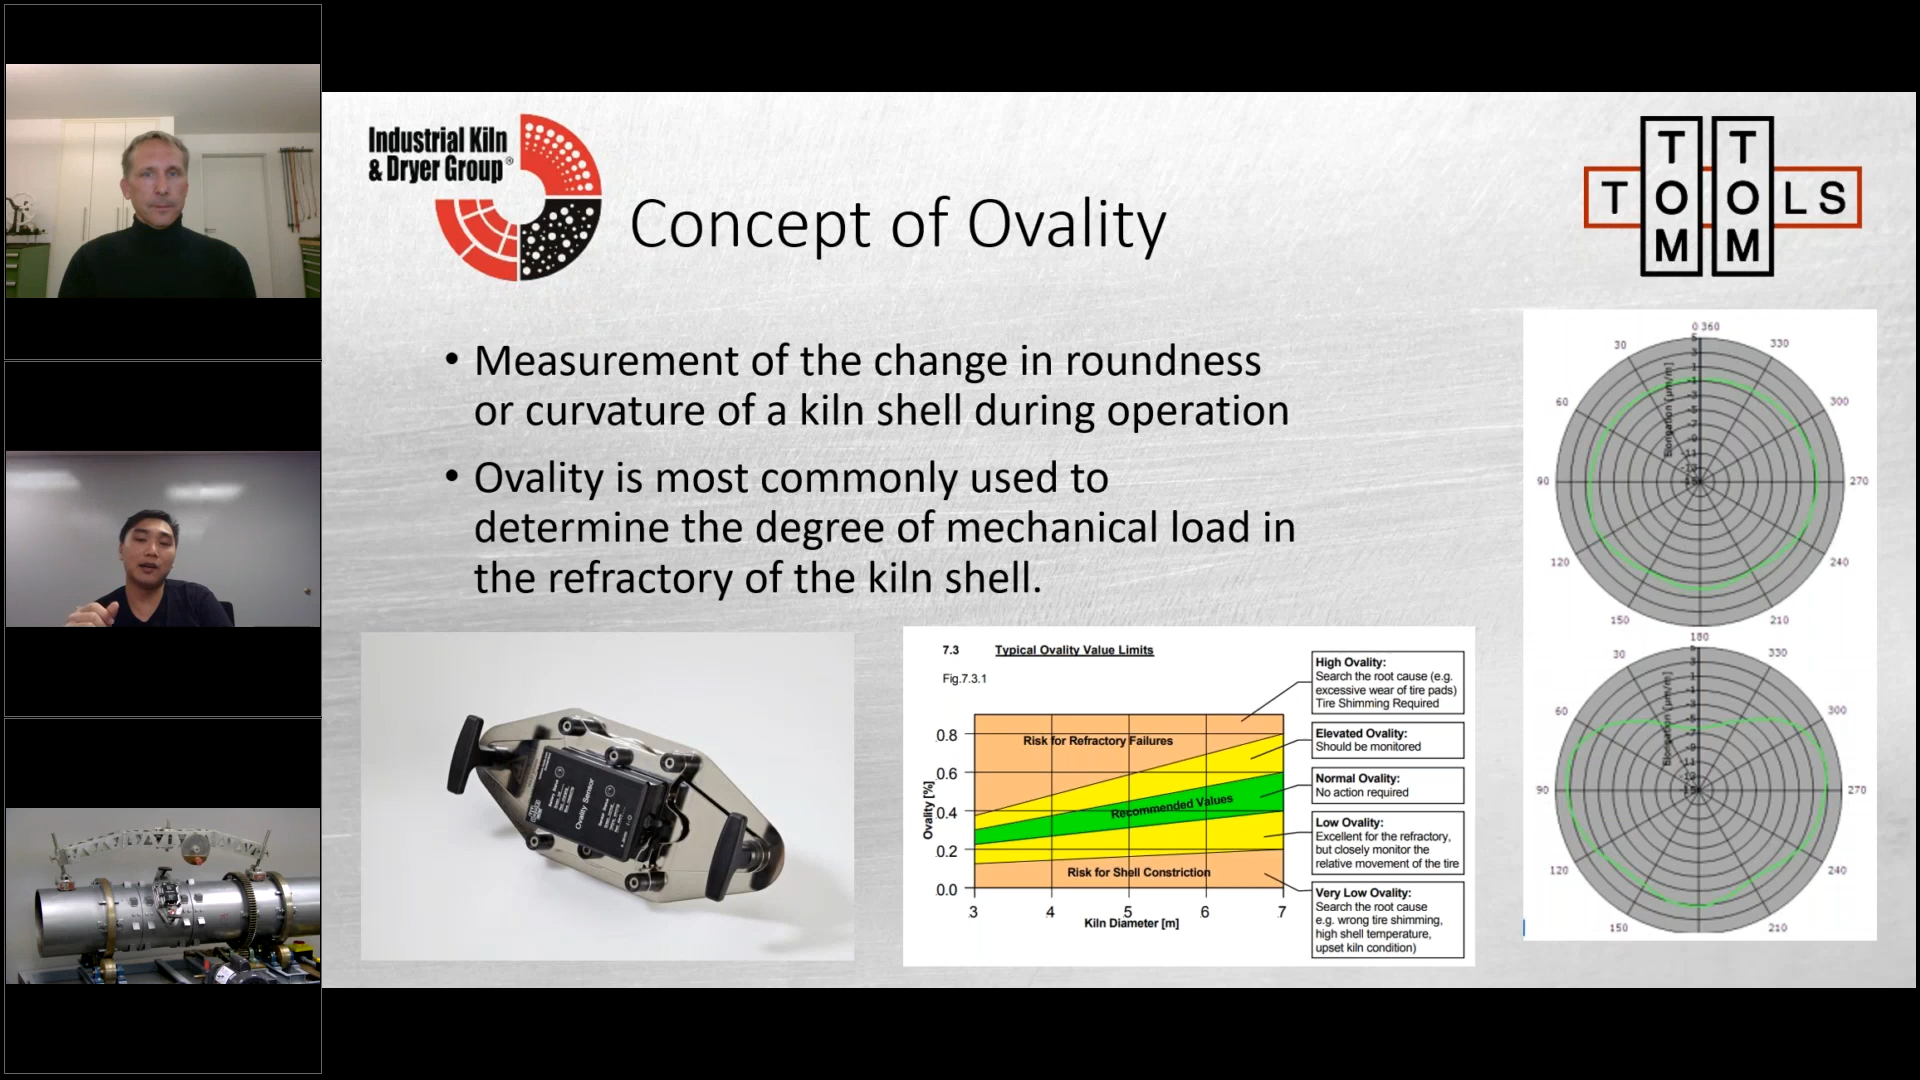 Industrial Kiln
& Dryer Group®
Concept of Ovality
TOM
TOM
TOOLS
• Measurement of the change in roundness
or curvature of a kiln shell during operation
• Ovality is most commonly used to
determine the degree of mechanical load in
the refractory of the kiln shell.
Ovality Sensor
7.3 Typical Ovality Value Limits
Fig.7.3.1
Ovality [%]
0.8
0.6
0.4
0.2
0.0
3 4 5 6 7
Kiln Diameter [m]
Risk for Refractory Failures
Recommended Values
Risk for Shell Constriction
High Ovality:
Search the root cause (e.g.
excessive wear of tire pads)
Tire Shimming Required
Elevated Ovality:
Should be monitored
Normal Ovality:
No action required
Low Ovality:
Excellent for the refractory,
but closely monitor the
relative movement of the tire
Very Low Ovality:
Search the root cause
e.g. wrong tire shimming,
high shell temperature,
upset kiln condition)
0 360
30 330
60 300
90 270
120 240
150 210
180
30 330
60 300
90 270
120 240
150 210